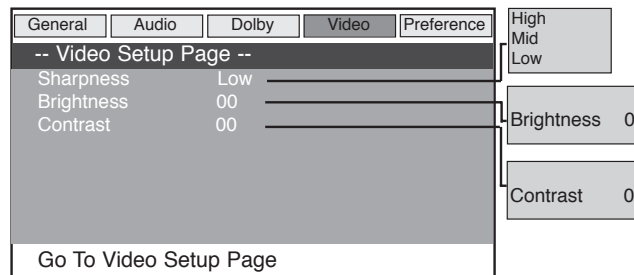 General Audio Dolby Video Preference
-- Video Setup Page --
Sharpness Low
Brightness 00
Contrast 00
Go To Video Setup Page
High
Mid
Low
Brightness 0
Contrast 0